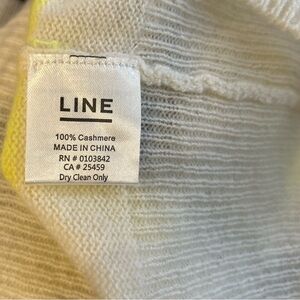 LINE
100% Cashmere
MADE IN CHINA
RN # 0103842
CA # 25459
Dry Clean Only